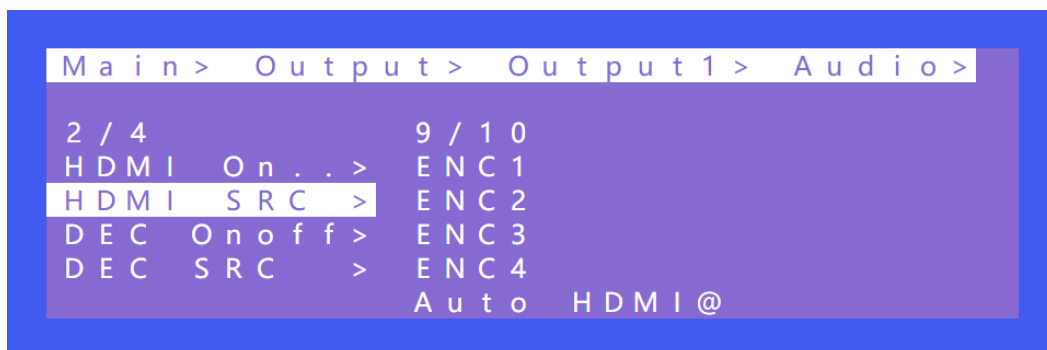 Main> Output> Output1> Audio>
2/4 9/10
HDMI On..> ENC1
HDMI SRC > ENC2
DEC Onoff> ENC3
DEC SRC > ENC4
Auto HDMI@